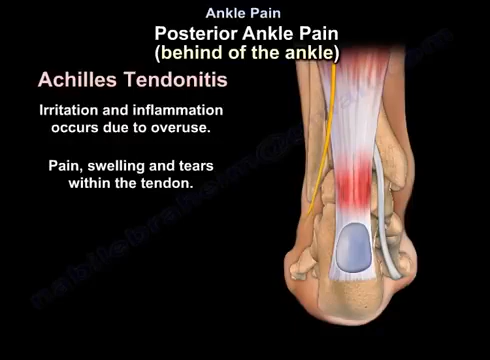 Ankle Pain
Posterior Ankle Pain
(behind of the ankle)
Achilles Tendonitis
Irritation and inflammation
occurs due to overuse.
Pain, swelling and tears
within the tendon.